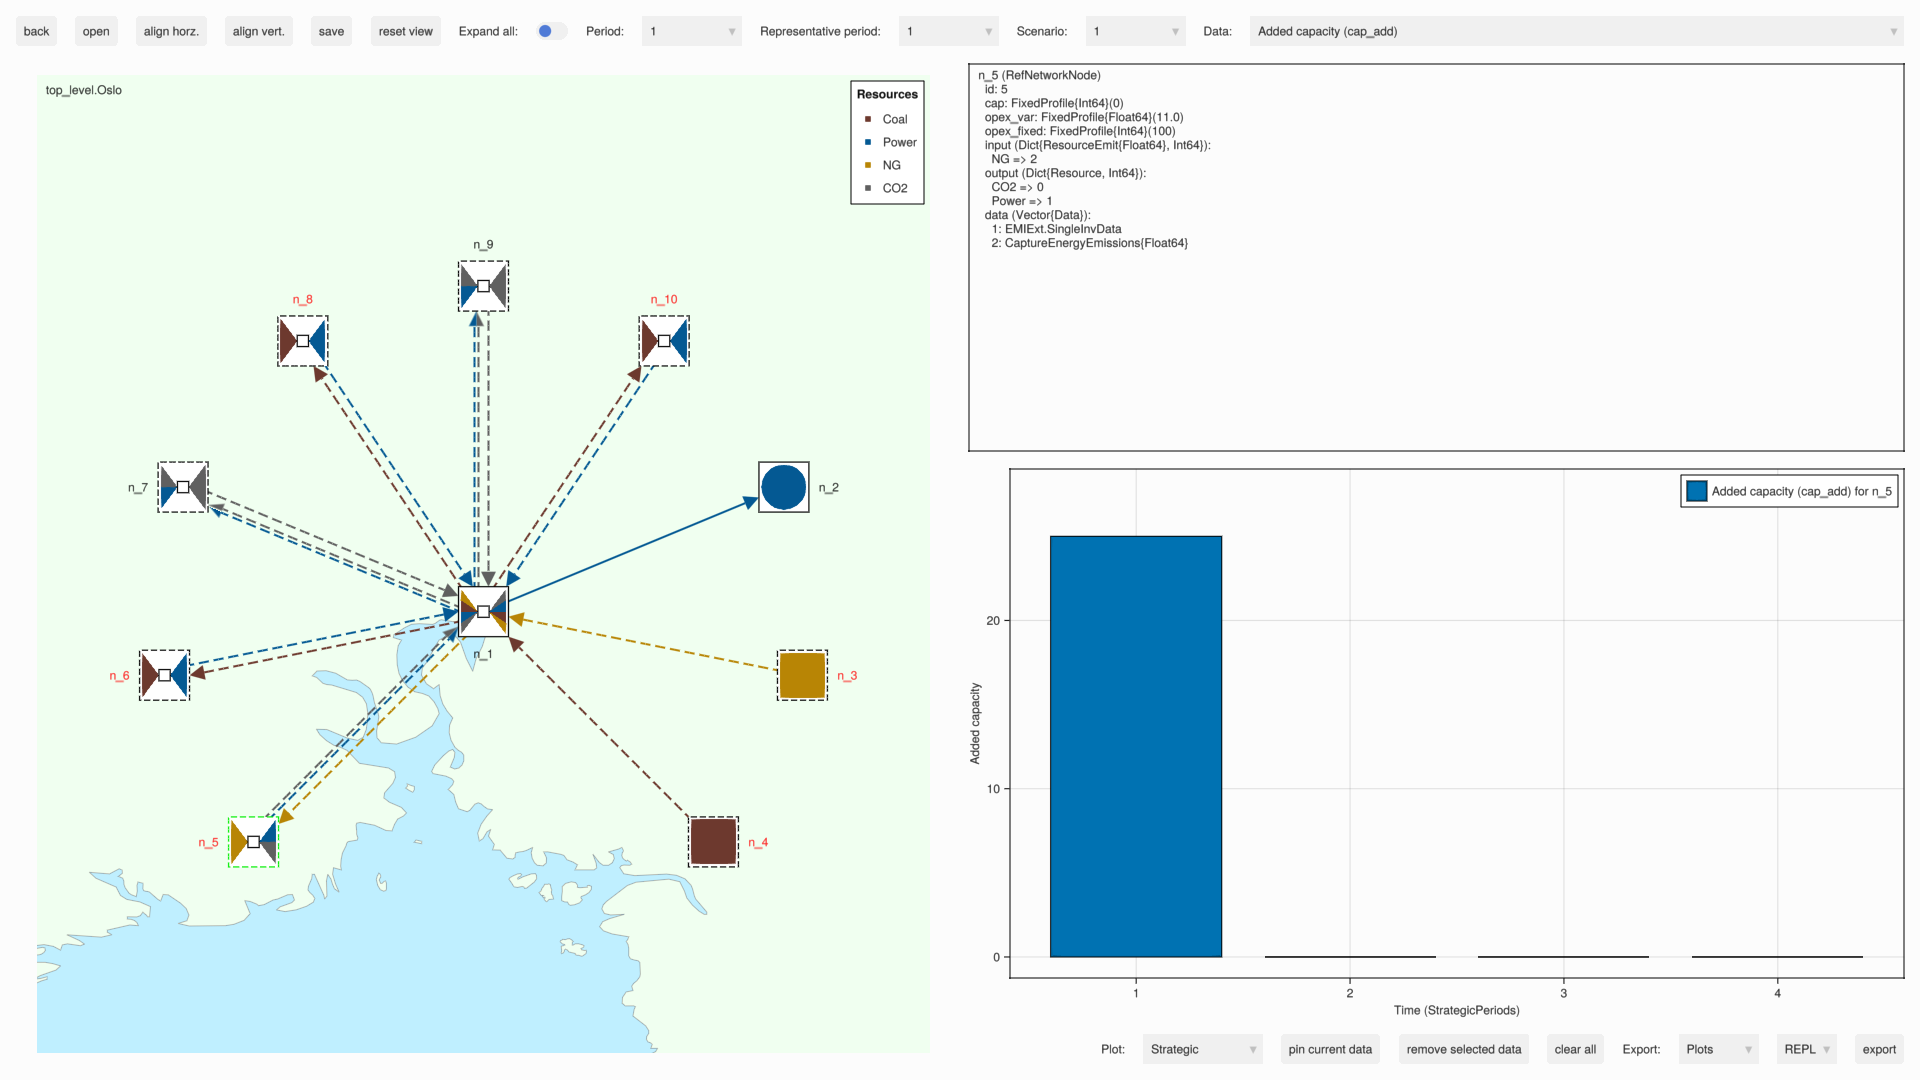 back open align horz. align vert. save reset view Expand all: Period: 1 Representative period: 1 Scenario: 1 Data: Added capacity (cap_add)
top_level.Oslo
Resources
Coal
Power
NG
CO2
n_9
n_8
n_10
n_7
n_2
n_1
n_6
n_3
n_5
n_4
n_5 (RefNetworkNode)
id: 5
cap: FixedProfile{Int64}(0)
opex_var: FixedProfile{Float64}(11.0)
opex_fixed: FixedProfile{Int64}(100)
input (Dict{ResourceEmit{Float64}, Int64}):
NG => 2
output (Dict{Resource, Int64}):
CO2 => 0
Power => 1
data (Vector{Data}):
1: EMIExt.SingleInvData
2: CaptureEnergyEmissions{Float64}
Added capacity (cap_add) for n_5
Added capacity
20
10
0
1 2 3 4
Time (StrategicPeriods)
Plot: Strategic pin current data remove selected data clear all Export: Plots REPL export